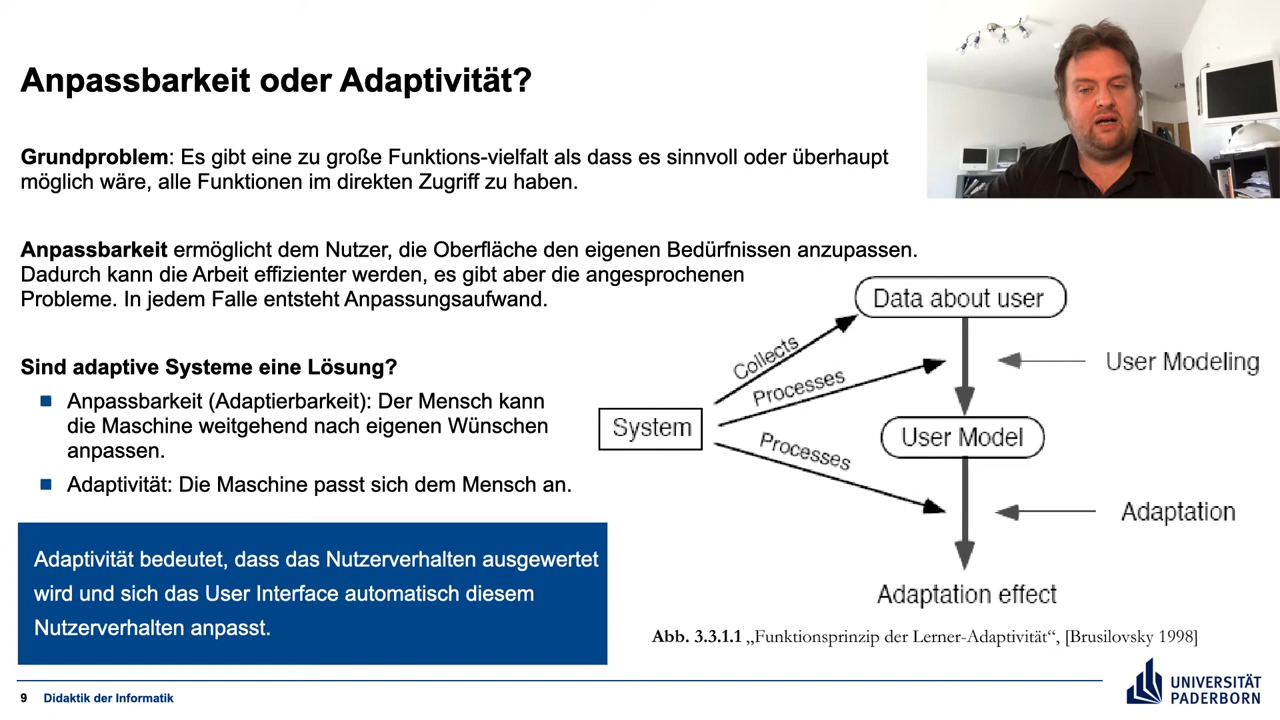 Anpassbarkeit oder Adaptivität?
Grundproblem: Es gibt eine zu große Funktions-vielfalt als dass es sinnvoll oder überhaupt
möglich wäre, alle Funktionen im direkten Zugriff zu haben.
Anpassbarkeit ermöglicht dem Nutzer, die Oberfläche den eigenen Bedürfnissen anzupassen.
Dadurch kann die Arbeit effizienter werden, es gibt aber die angesprochenen
Probleme. In jedem Falle entsteht Anpassungsaufwand.
Sind adaptive Systeme eine Lösung?
Anpassbarkeit (Adaptierbarkeit): Der Mensch kann
die Maschine weitgehend nach eigenen Wünschen
anpassen.
Adaptivität: Die Maschine passt sich dem Mensch an.
Adaptivität bedeutet, dass das Nutzerverhalten ausgewertet
wird und sich das User Interface automatisch diesem
Nutzerverhalten anpasst.
Data about user
Collects
Processes
User Modeling
System
User Model
Processes
Adaptation
Adaptation effect
Abb. 3.3.1.1 „Funktionsprinzip der Lerner-Adaptivität“, [Brusilovsky 1998]
9 Didaktik der Informatik
UNIVERSITÄT
PADERBORN